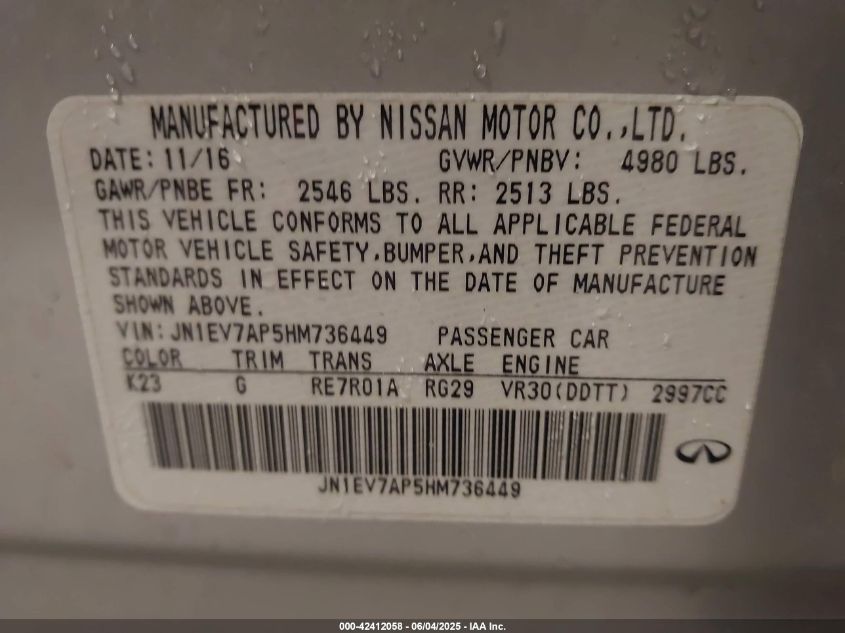 MANUFACTURED BY NISSAN MOTOR CO.,LTD.
DATE: 11/16 GVWR/PNBV: 4980 LBS.
GAWR/PNBE FR: 2546 LBS. RR: 2513 LBS.
THIS VEHICLE CONFORMS TO ALL APPLICABLE FEDERAL
MOTOR VEHICLE SAFETY,BUMPER,AND THEFT PREVENTION
STANDARDS IN EFFECT ON THE DATE OF MANUFACTURE
SHOWN ABOVE.
VIN: JN1EV7AP5HM736449 PASSENGER CAR
COLOR TRIM TRANS AXLE ENGINE
K23 G RE7R01A RG29 VR30(DDTT) 2997CC
JN1EV7AP5HM736449
000-42412058 - 06/04/2025 - IAA Inc.